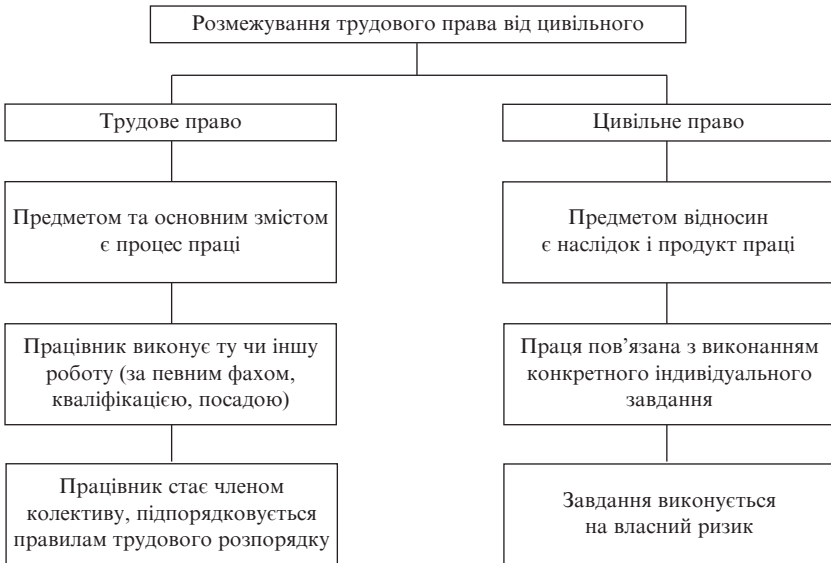 Розмежування трудового права від цивільного
Трудове право
Цивільне право
Предметом та основним змістом
є процес праці
Предметом відносин
є наслідок і продукт праці
Працівник виконує ту чи іншу
роботу (за певним фахом,
кваліфікацією, посадою)
Праця пов’язана з виконанням
конкретного індивідуального
завдання
Працівник стає членом
колективу, підпорядковується
правилам трудового розпорядку
Завдання виконується
на власний ризик